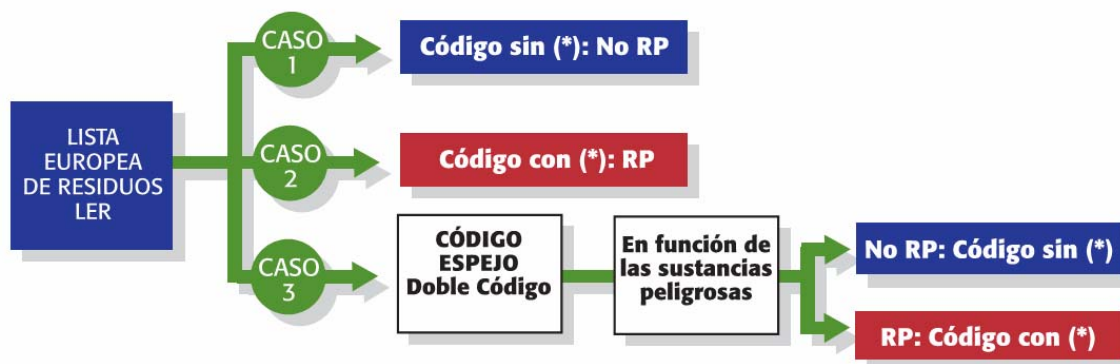 LISTA
EUROPEA
DE RESIDUOS
LER
CASO
1
Código sin (*): No RP
CASO
2
Código con (*): RP
CASO
3
CÓDIGO
ESPEJO
Doble Código
En función de
las sustancias
peligrosas
No RP: Código sin (*)
RP: Código con (*)